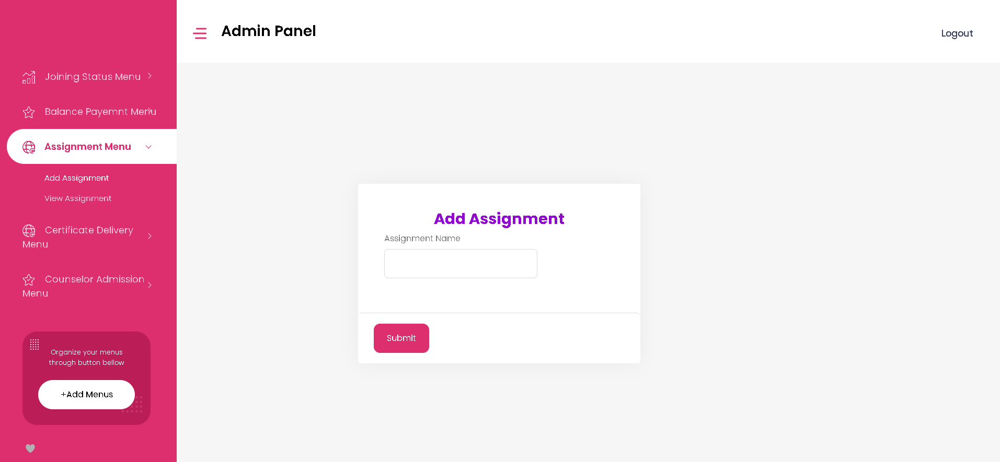 Admin Panel
Logout
Joining Status Menu
Balance Payemnt Menu
Assignment Menu
Add Assignment
View Assignment
Certificate Delivery
Menu
Counselor Admission
Menu
Organize your menus
through button bellow
+Add Menus
Add Assignment
Assignment Name
Submit